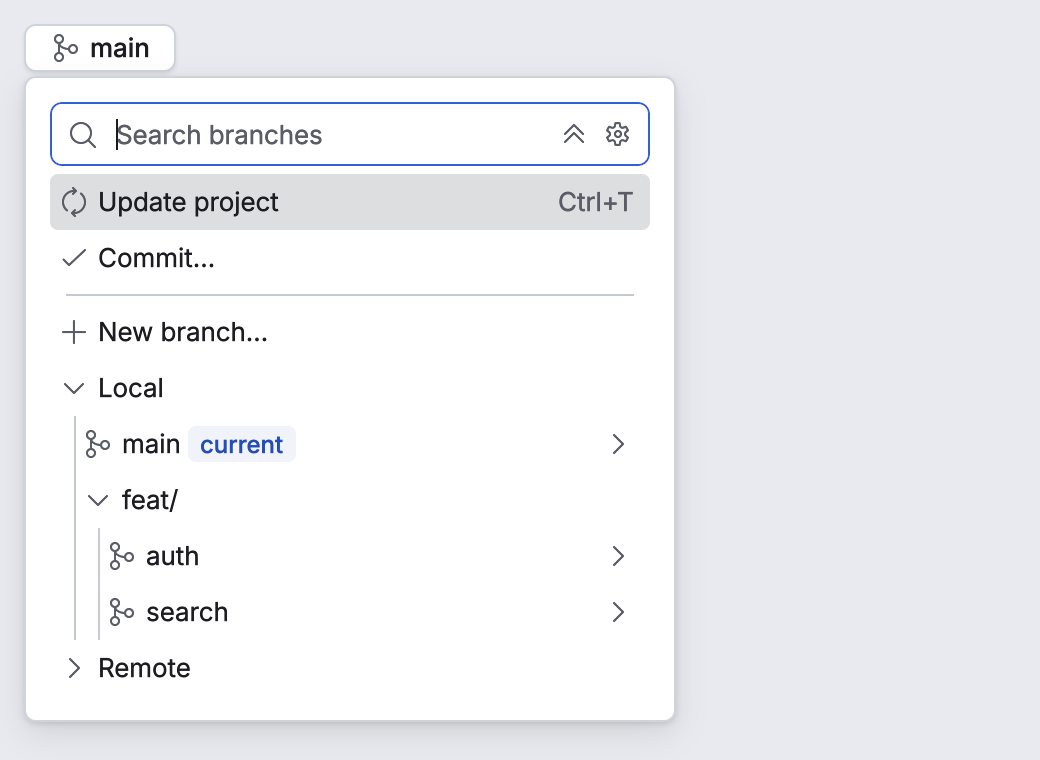 main
Search branches
Update project Ctrl+T
Commit...
New branch...
Local
main current
feat/
auth
search
Remote